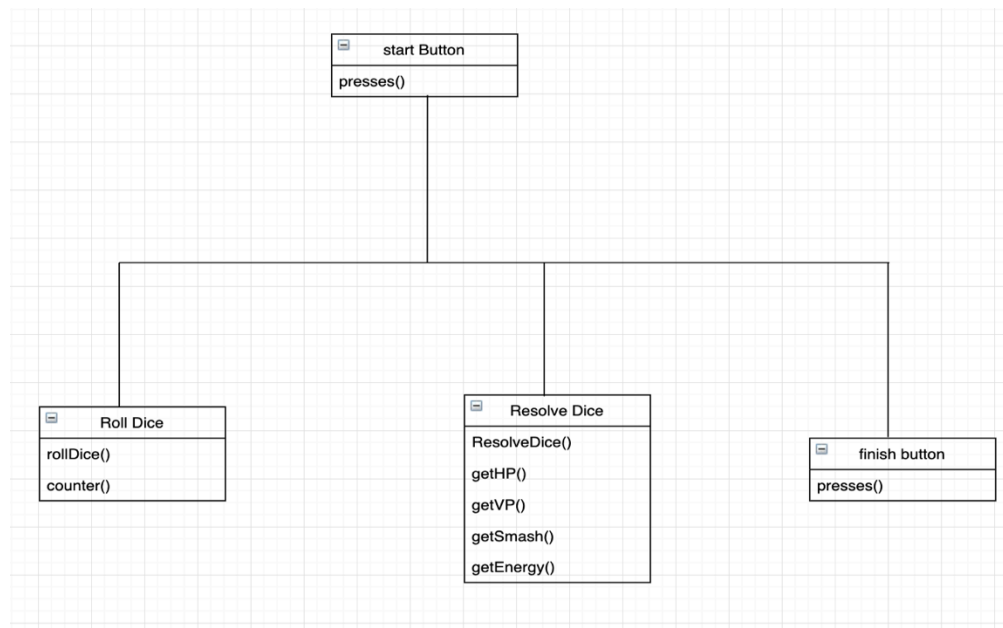 start Button
presses()
Roll Dice
rollDice()
counter()
Resolve Dice
ResolveDice()
getHP()
getVP()
getSmash()
getEnergy()
finish button
presses()